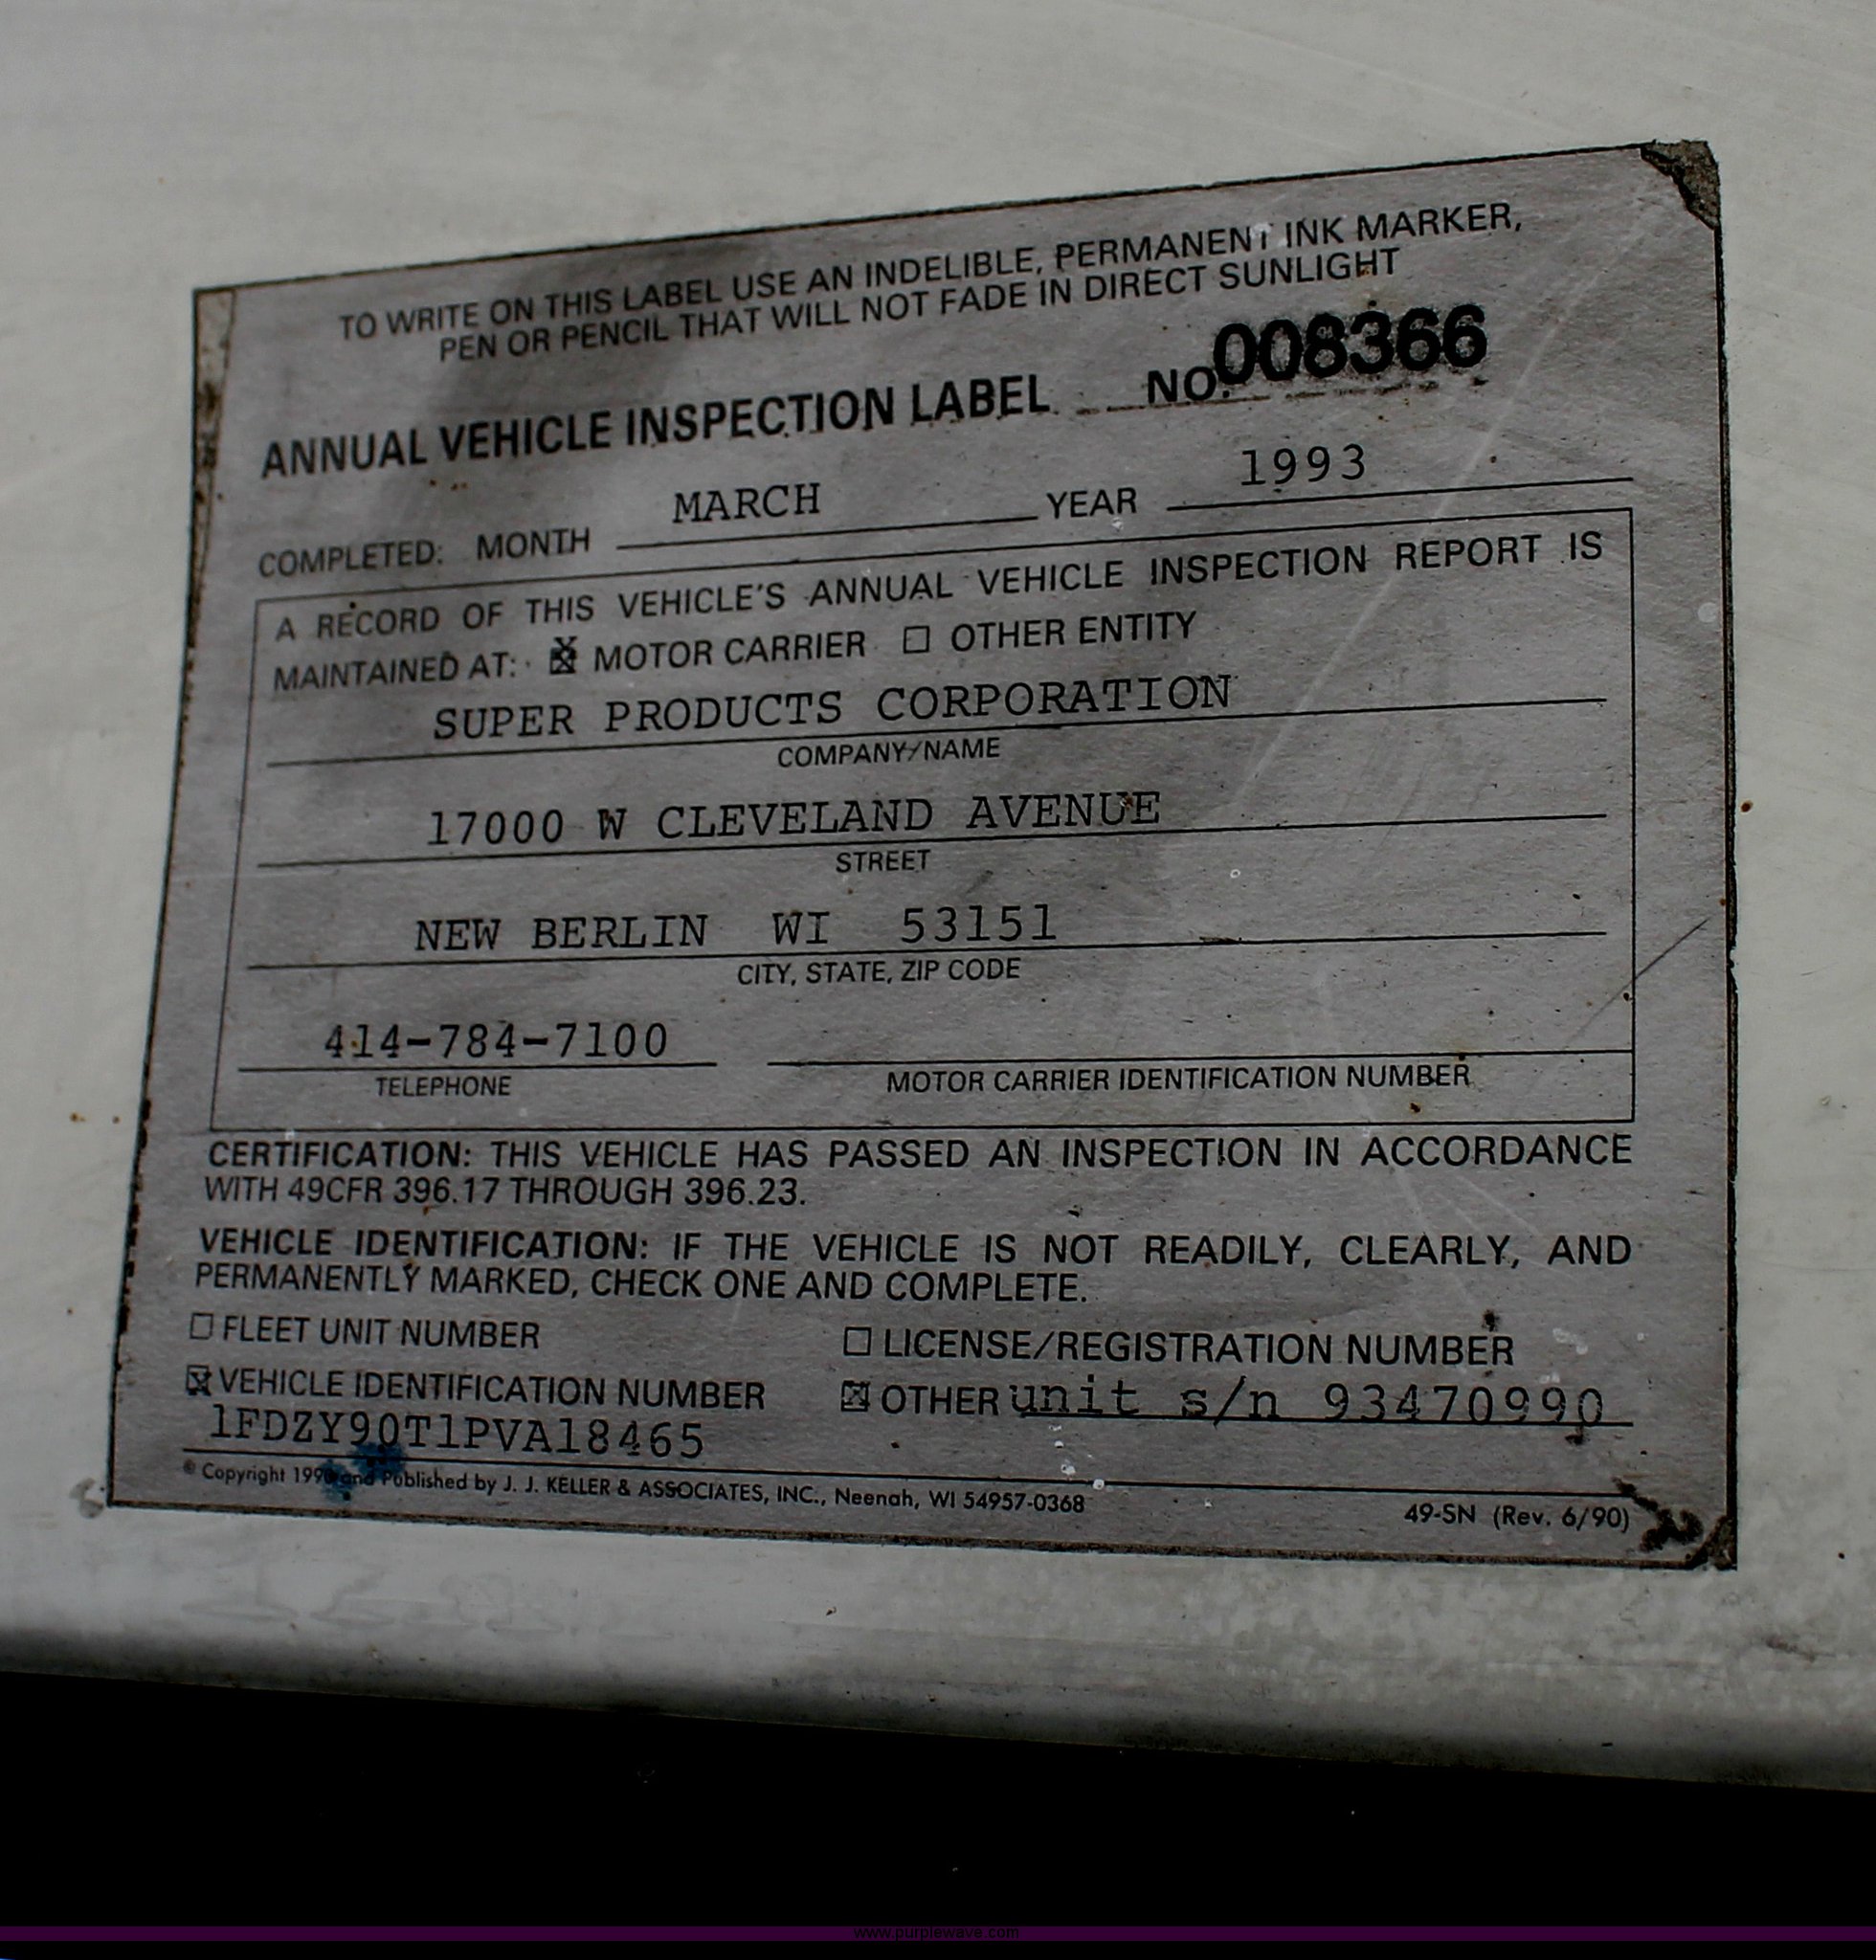 TO WRITE ON THIS LABEL USE AN INDELIBLE, PERMANENT INK MARKER,
PEN OR PENCIL THAT WILL NOT FADE IN DIRECT SUNLIGHT
ANNUAL VEHICLE INSPECTION LABEL NO. 008366
COMPLETED: MONTH MARCH YEAR 1993
A RECORD OF THIS VEHICLE'S ANNUAL VEHICLE INSPECTION REPORT IS
MAINTAINED AT: ☒ MOTOR CARRIER ☐ OTHER ENTITY
SUPER PRODUCTS CORPORATION
COMPANY/NAME
17000 W CLEVELAND AVENUE
STREET
NEW BERLIN WI 53151
CITY, STATE, ZIP CODE
414-784-7100
TELEPHONE MOTOR CARRIER IDENTIFICATION NUMBER
CERTIFICATION: THIS VEHICLE HAS PASSED AN INSPECTION IN ACCORDANCE
WITH 49CFR 396.17 THROUGH 396.23.
VEHICLE IDENTIFICATION: IF THE VEHICLE IS NOT READILY, CLEARLY, AND
PERMANENTLY MARKED, CHECK ONE AND COMPLETE.
☐ FLEET UNIT NUMBER ☐ LICENSE/REGISTRATION NUMBER
☒ VEHICLE IDENTIFICATION NUMBER ☒ OTHER unit s/n 93470990
1FDZY90T1PVA18465
© Copyright 1990 and Published by J. J. KELLER & ASSOCIATES, INC., Neenah, WI 54957-0368 49-SN (Rev. 6/90)
www.purplewave.com